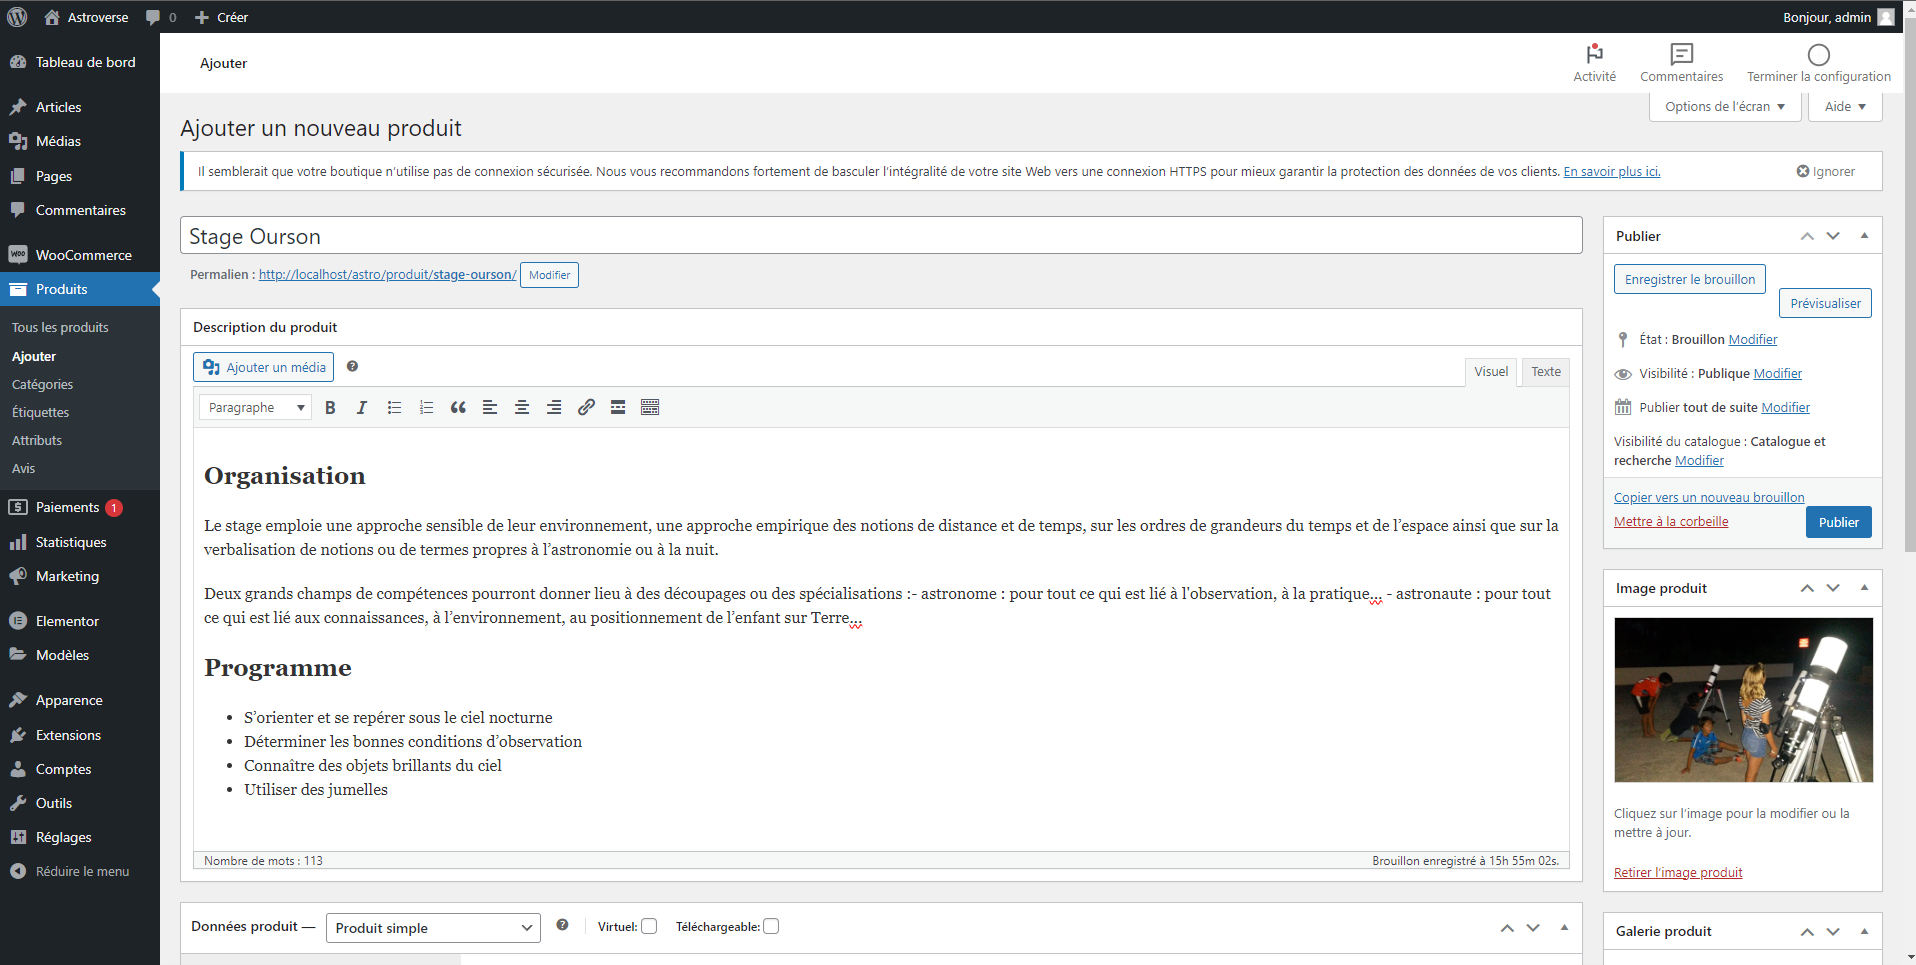 Astroverse
0
Créer
Bonjour, admin
Tableau de bord
Articles
Médias
Pages
Commentaires
WooCommerce
Produits
Tous les produits
Ajouter
Catégories
Étiquettes
Attributs
Avis
Paiements 1
Statistiques
Marketing
Elementor
Modèles
Apparence
Extensions
Comptes
Outils
Réglages
Réduire le menu
Ajouter
Activité
Commentaires
Terminer la configuration
Options de l'écran
Aide
Ajouter un nouveau produit
Il semblerait que votre boutique n'utilise pas de connexion sécurisée. Nous vous recommandons fortement de basculer l'intégralité de votre site Web vers une connexion HTTPS pour mieux garantir la protection des données de vos clients. En savoir plus ici.
Ignorer
Stage Ourson
Permalien : http://localhost/astro/produit/stage-ourson/ Modifier
Description du produit
Ajouter un média
Visuel
Texte
Paragraphe
Organisation
Le stage emploie une approche sensible de leur environnement, une approche empirique des notions de distance et de temps, sur les ordres de grandeurs du temps et de l'espace ainsi que sur la
verbalisation de notions ou de termes propres à l'astronomie ou à la nuit.
Deux grands champs de compétences pourront donner lieu à des découpages ou des spécialisations :- astronome : pour tout ce qui est lié à l'observation, à la pratique... - astronaute : pour tout
ce qui est lié aux connaissances, à l'environnement, au positionnement de l'enfant sur Terre...
Programme
• S'orienter et se repérer sous le ciel nocturne
• Déterminer les bonnes conditions d'observation
• Connaître des objets brillants du ciel
• Utiliser des jumelles
Nombre de mots : 113
Brouillon enregistré à 15h 55m 02s.
Données produit —
Produit simple
Virtuel:
Téléchargeable:
Publier
Enregistrer le brouillon
Prévisualiser
État : Brouillon Modifier
Visibilité : Publique Modifier
Publier tout de suite Modifier
Visibilité du catalogue : Catalogue et
recherche Modifier
Copier vers un nouveau brouillon
Mettre à la corbeille
Publier
Image produit
Cliquez sur l'image pour la modifier ou la
mettre à jour.
Retirer l'image produit
Galerie produit